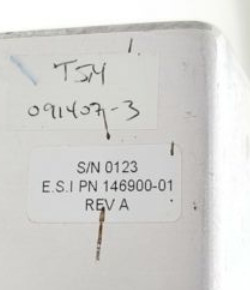 TSM
091407-3
S/N 0123
E.S.I PN 146900-01
REV A